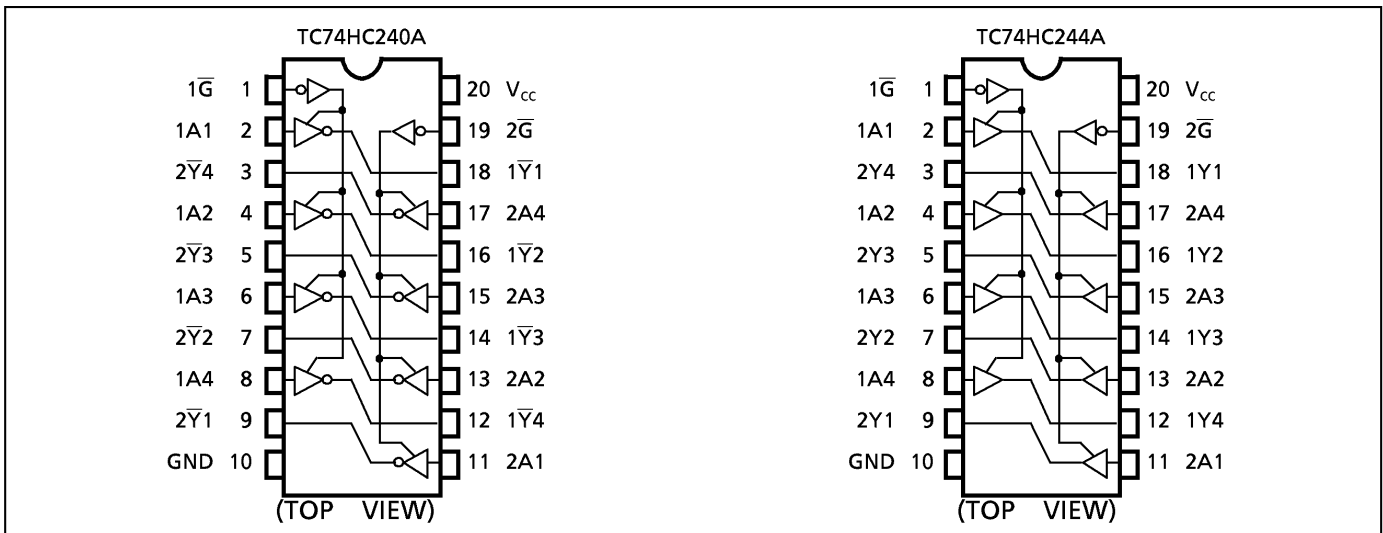 TC74HC240A
1G̅ 1 20 VCC
1A1 2 19 2G̅
2Y̅4 3 18 1Y̅1
1A2 4 17 2A4
2Y̅3 5 16 1Y̅2
1A3 6 15 2A3
2Y̅2 7 14 1Y̅3
1A4 8 13 2A2
2Y̅1 9 12 1Y̅4
GND 10 11 2A1
(TOP VIEW)
TC74HC244A
1G̅ 1 20 VCC
1A1 2 19 2G̅
2Y4 3 18 1Y1
1A2 4 17 2A4
2Y3 5 16 1Y2
1A3 6 15 2A3
2Y2 7 14 1Y3
1A4 8 13 2A2
2Y1 9 12 1Y4
GND 10 11 2A1
(TOP VIEW)